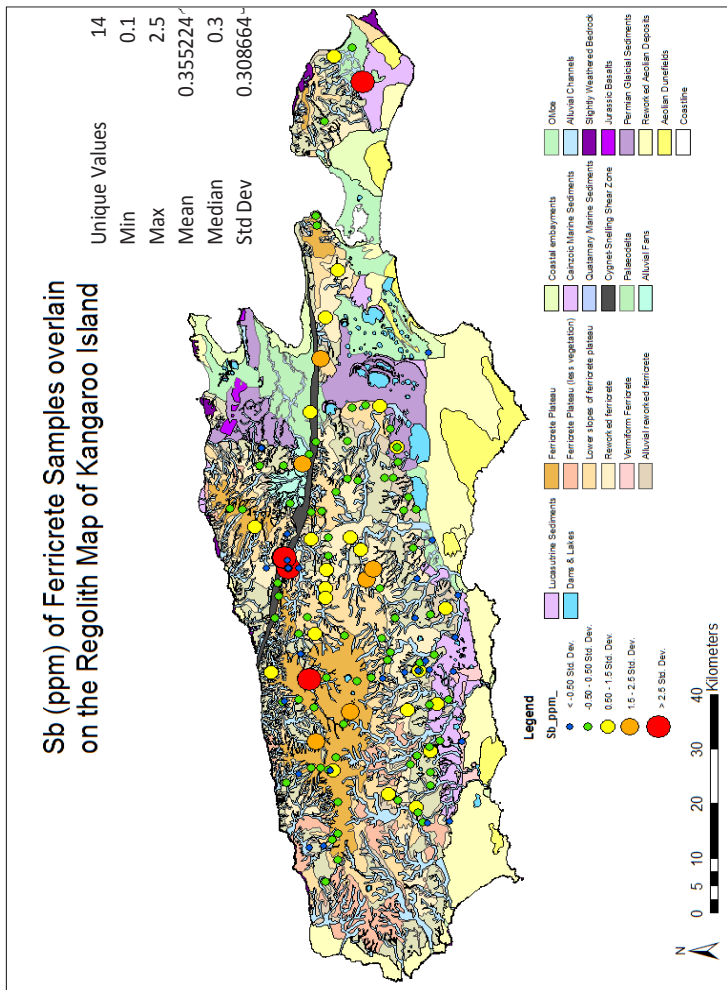 Sb (ppm) of Ferricrete Samples overlain
on the Regolith Map of Kangaroo Island
Unique Values 14
Min 0.1
Max 2.5
Mean 0.355224
Median 0.3
Std Dev 0.308664
Legend
Sb_ppm_
< -0.50 Std. Dev.
-0.50 - 0.50 Std. Dev.
0.50 - 1.5 Std. Dev.
1.5 - 2.5 Std. Dev.
> 2.5 Std. Dev.
Lucasutrine Sediments
Dams & Lakes
Ferricrete Plateau
Ferricrete Plateau (less vegetation)
Lower slopes of ferricrete plateau
Reworked ferricrete
Vermiform Ferricrete
Alluvial reworked ferricrete
Coastal embayments
Cainzoic Marine Sediments
Quatarnary Marine Sediments
Cygnet-Snelling Shear Zone
Palaeodelta
Alluvial Fans
Alluvial Channels
Slightly Weathered Bedrock
Jurassic Basalts
Permian Glacial Sediments
Reworked Aeolian Deposits
Aeolian Dunefields
Coastline
N
0 5 10 20 30 40
Kilometers